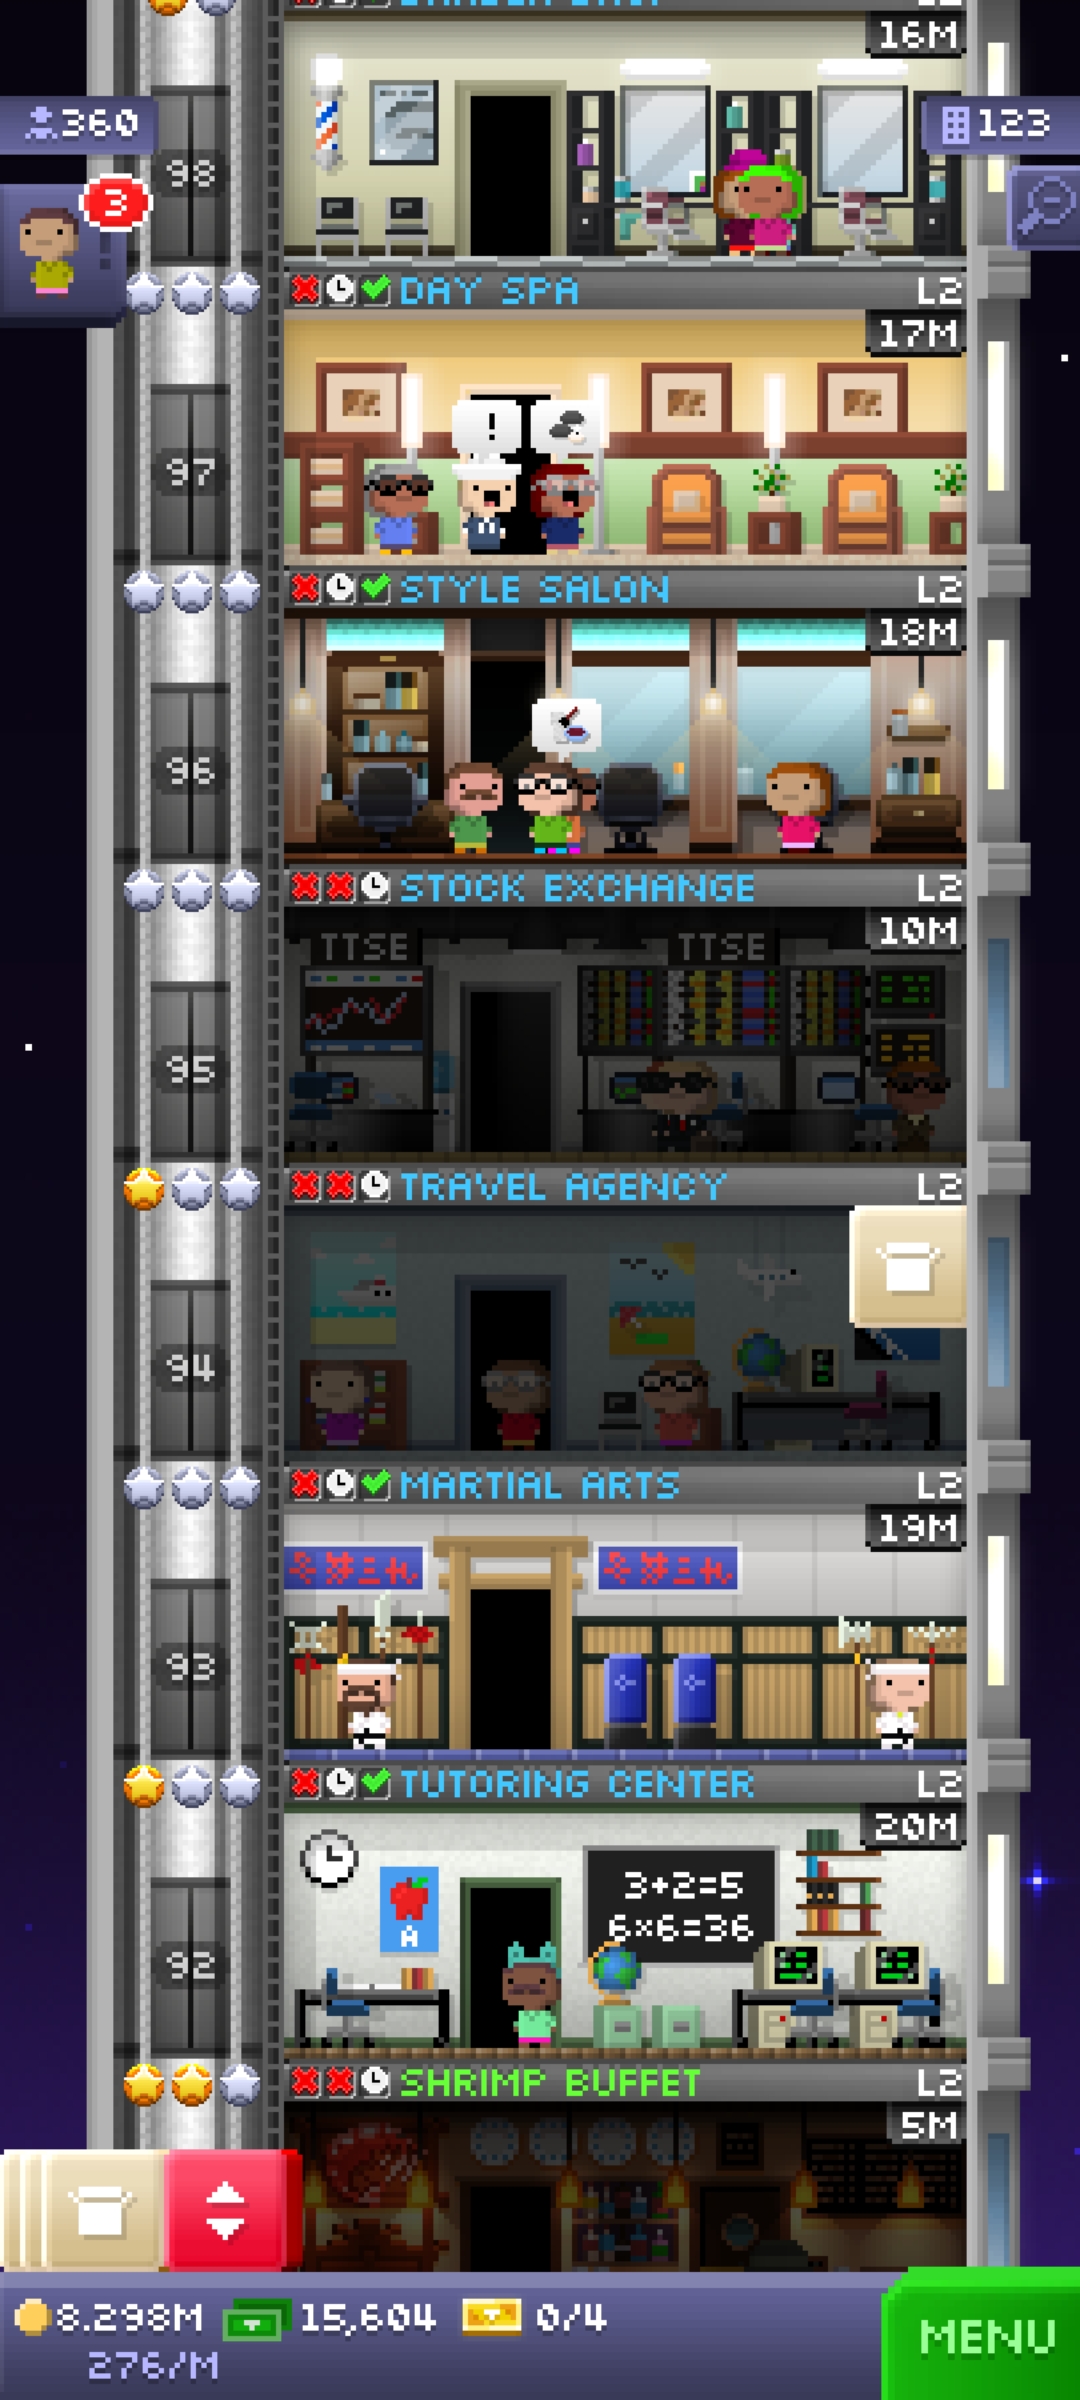 16M
360
123
98
3
DAY SPA L2
17M
!
97
STYLE SALON L2
18M
96
STOCK EXCHANGE L2
10M
TTSE TTSE
95
TRAVEL AGENCY L2
94
MARTIAL ARTS L2
19M
93
TUTORING CENTER L2
20M
3+2=5
6×6=36
A
92
SHRIMP BUFFET L2
5M
8.298M 15,604 0/4
276/M
MENU